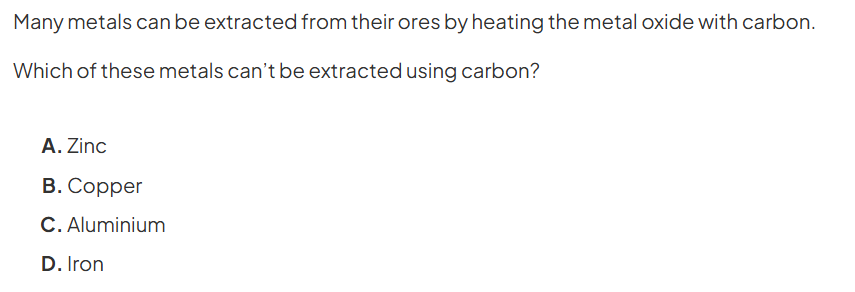 Many metals can be extracted from their ores by heating the metal oxide with carbon.
Which of these metals can’t be extracted using carbon?
A. Zinc
B. Copper
C. Aluminium
D. Iron